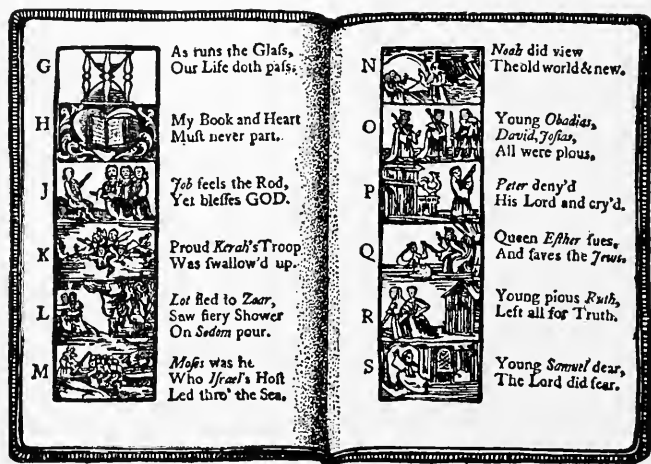 G
As runs the Glaſs,
Our Life doth paſs.
H
My Book and Heart
Muſt never part.
J
Job feels the Rod,
Yet bleſſes GOD.
K
Proud Korah's Troop
Was ſwallow'd up.
L
Lot fled to Zoar,
Saw fiery Shower
On Sodom pour.
M
Moſes was he
Who Iſrael's Hoſt
Led thro' the Sea.
N
Noah did view
The old world & new.
O
Young Obadias,
David, Joſias,
All were pious.
P
Peter deny'd
His Lord and cry'd.
Q
Queen Eſther ſues,
And ſaves the Jews.
R
Young pious Ruth,
Left all for Truth.
S
Young Samuel dear,
The Lord did fear.